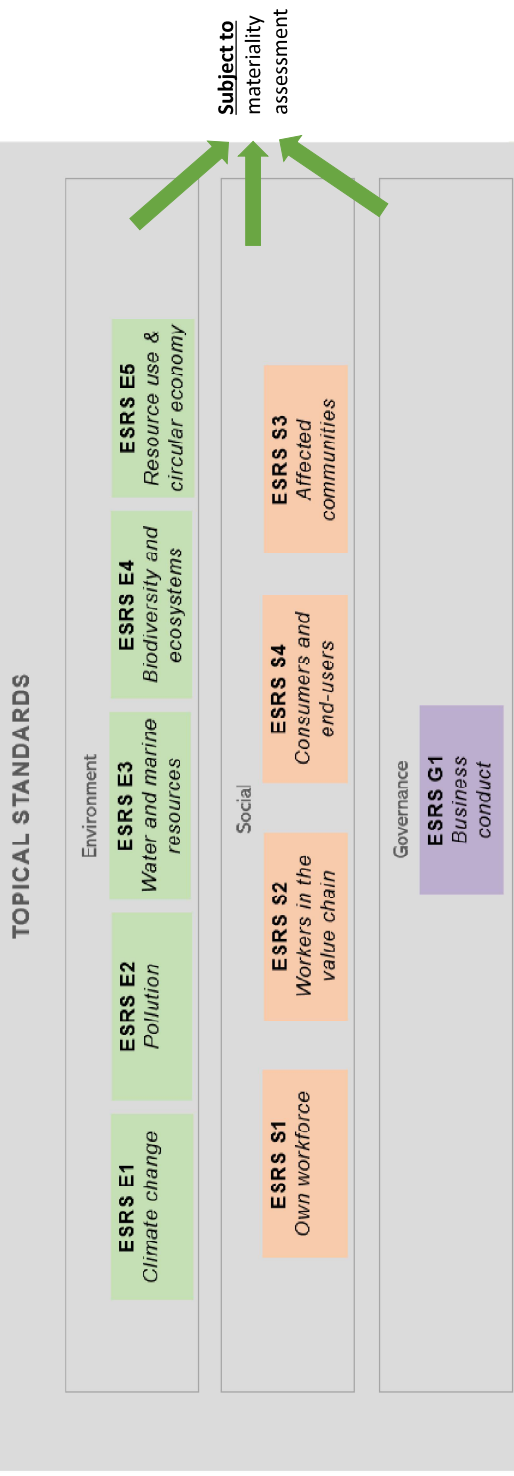 TOPICAL STANDARDS
Environment
ESRS E1
Climate change
ESRS E2
Pollution
ESRS E3
Water and marine
resources
ESRS E4
Biodiversity and
ecosystems
ESRS E5
Resource use &
circular economy
Social
ESRS S1
Own workforce
ESRS S2
Workers in the
value chain
ESRS S4
Consumers and
end-users
ESRS S3
Affected
communities
Governance
ESRS G1
Business
conduct
Subject to
materiality
assessment